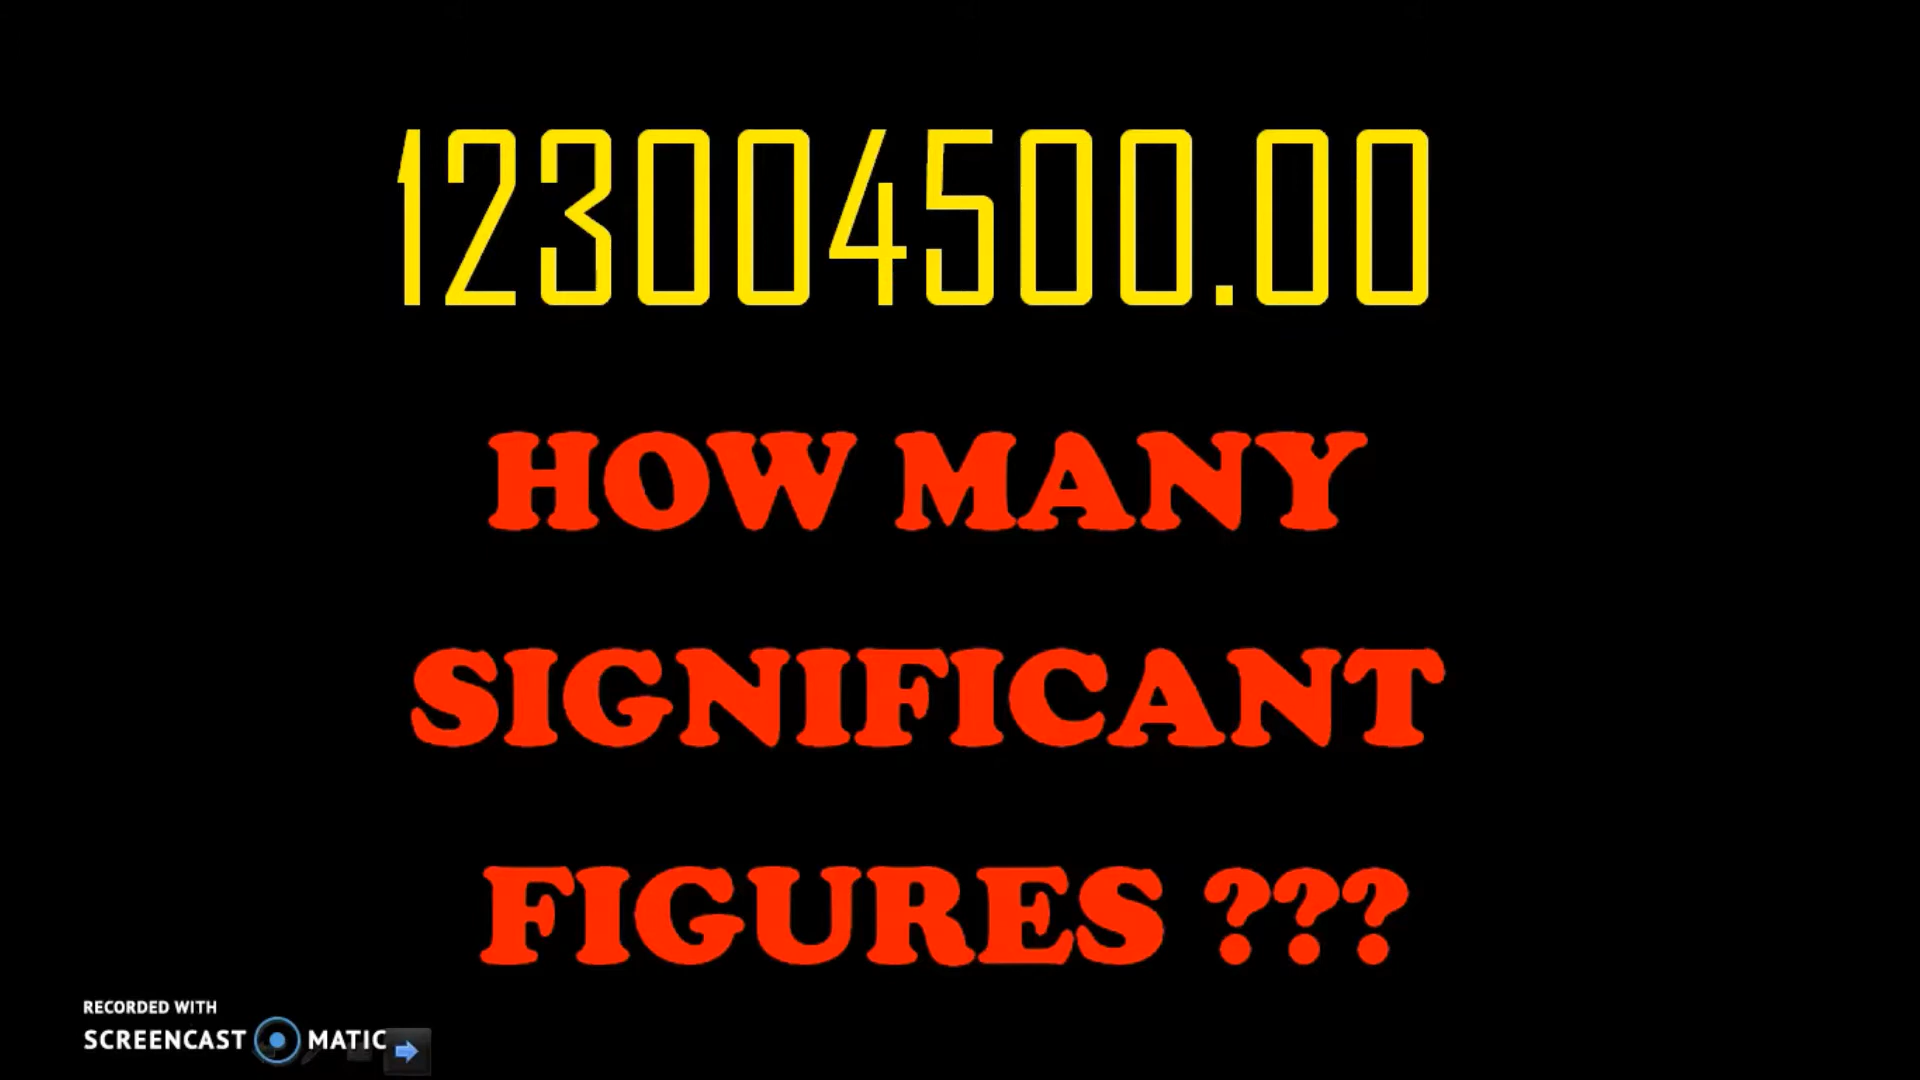 123004500.00
HOW MANY
SIGNIFICANT
FIGURES ???
RECORDED WITH
SCREENCAST MATIC